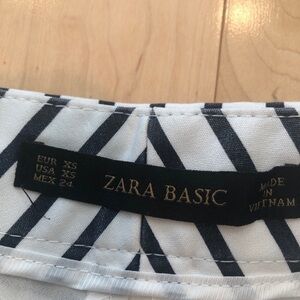 EUR XS
USA XS
MEX 24
ZARA BASIC
MADE
IN
VIETNAM